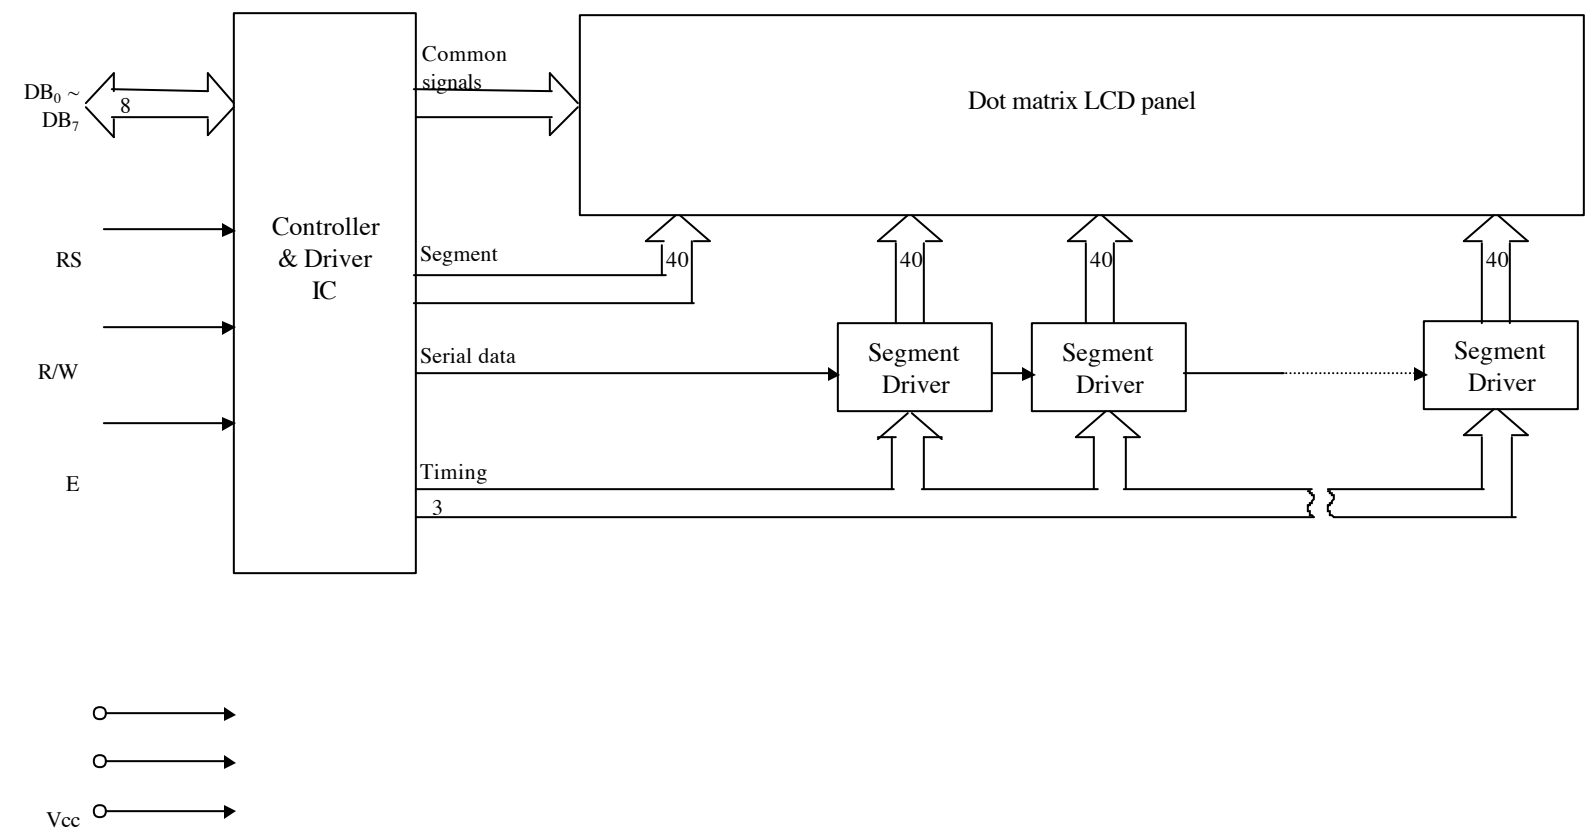 DB0 ~
DB7
8
Common
signals
Dot matrix LCD panel
Controller
& Driver
IC
RS
Segment
40
40
40
40
R/W
Serial data
Segment
Driver
Segment
Driver
Segment
Driver
E
Timing
3
Vcc